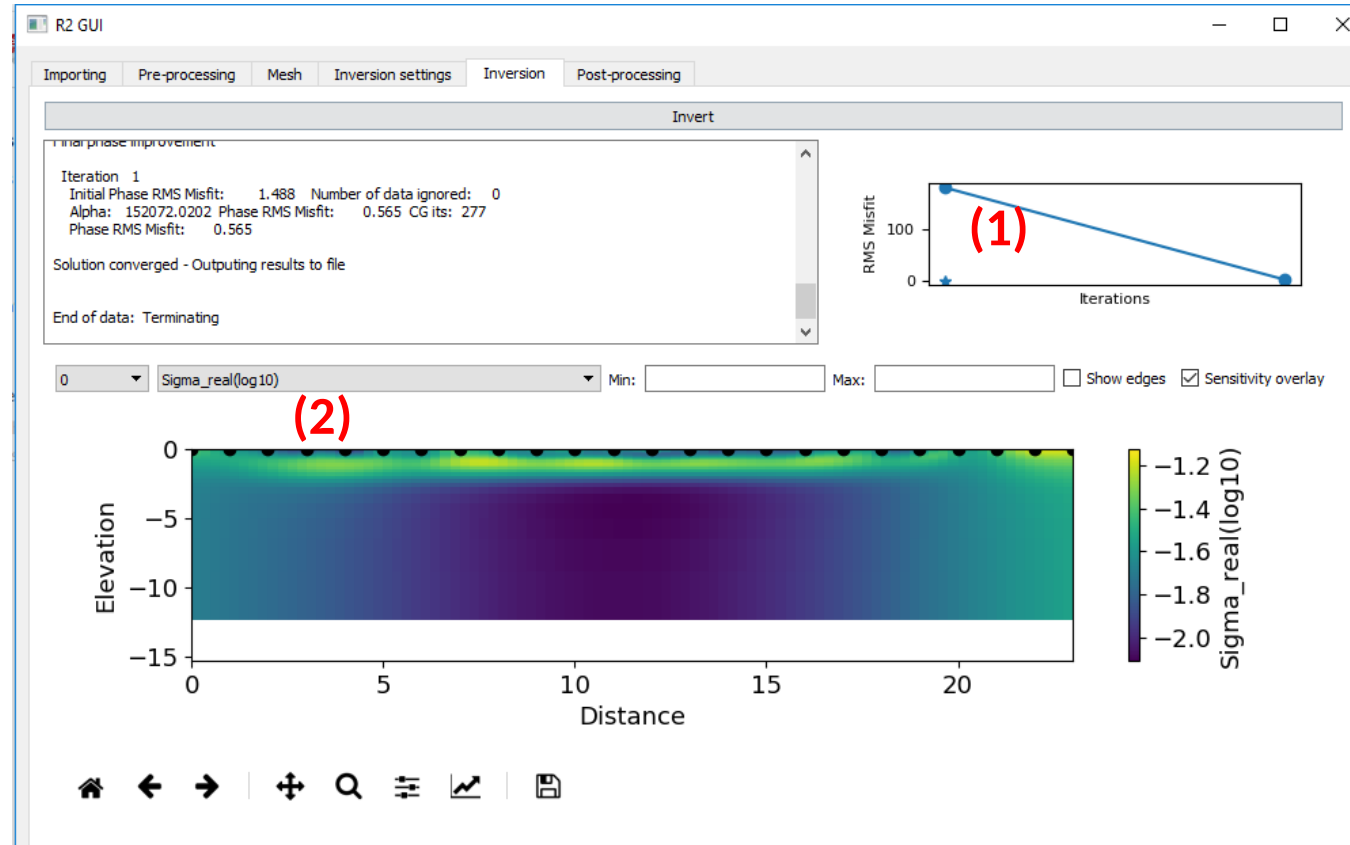 R2 GUI
Importing Pre-processing Mesh Inversion settings Inversion Post-processing
Invert
Final phase improvement
Iteration 1
Initial Phase RMS Misfit: 1.488 Number of data ignored: 0
Alpha: 152072.0202 Phase RMS Misfit: 0.565 CG its: 277
Phase RMS Misfit: 0.565
Solution converged - Outputing results to file
End of data: Terminating
RMS Misfit
100
0
(1)
Iterations
0 Sigma_real(log10) Min: Max: Show edges Sensitivity overlay
(2)
Elevation
0
−5
−10
−15
0 5 10 15 20
Distance
−1.2
−1.4
−1.6
−1.8
−2.0
Sigma_real(log10)